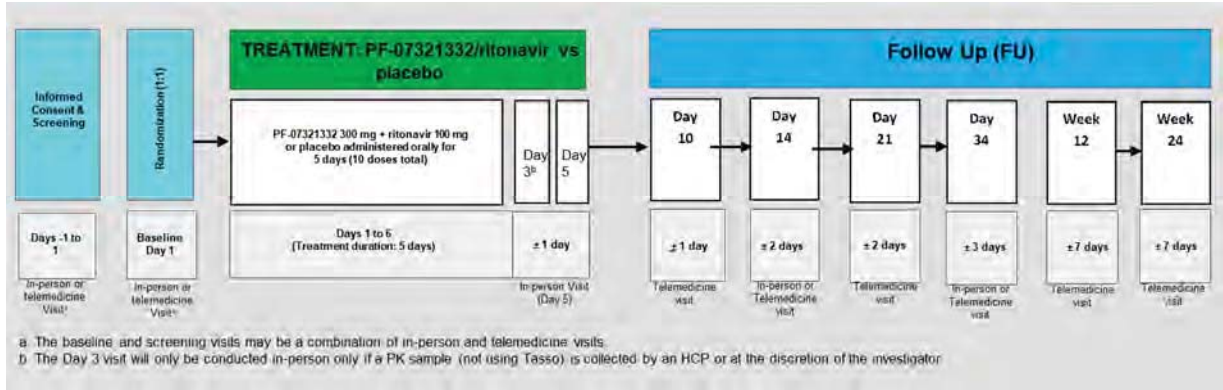 TREATMENT: PF-07321332/ritonavir vs
placebo
Follow Up (FU)
Informed
Consent &
Screening
Randomization (1:1)
PF-07321332 300 mg + ritonavir 100 mg
or placebo administered orally for
5 days (10 doses total)
Day
3b
Day
5
Day
10
Day
14
Day
21
Day
34
Week
12
Week
24
Days -1 to
1
Baseline
Day 1
Days 1 to 6
(Treatment duration: 5 days)
±1 day
±1 day
±2 days
±2 days
±3 days
±7 days
±7 days
In-person or
telemedicine
Visita
In-person or
telemedicine
Visita
In-person Visit
(Day 5)
Telemedicine
visit
In-person or
Telemedicine
visit
Telemedicine
visit
In-person or
Telemedicine
visit
Telemedicine
visit
Telemedicine
visit
a The baseline and screening visits may be a combination of in-person and telemedicine visits
b The Day 3 visit will only be conducted in-person only if a PK sample (not using Tasso) is collected by an HCP or at the discretion of the investigator